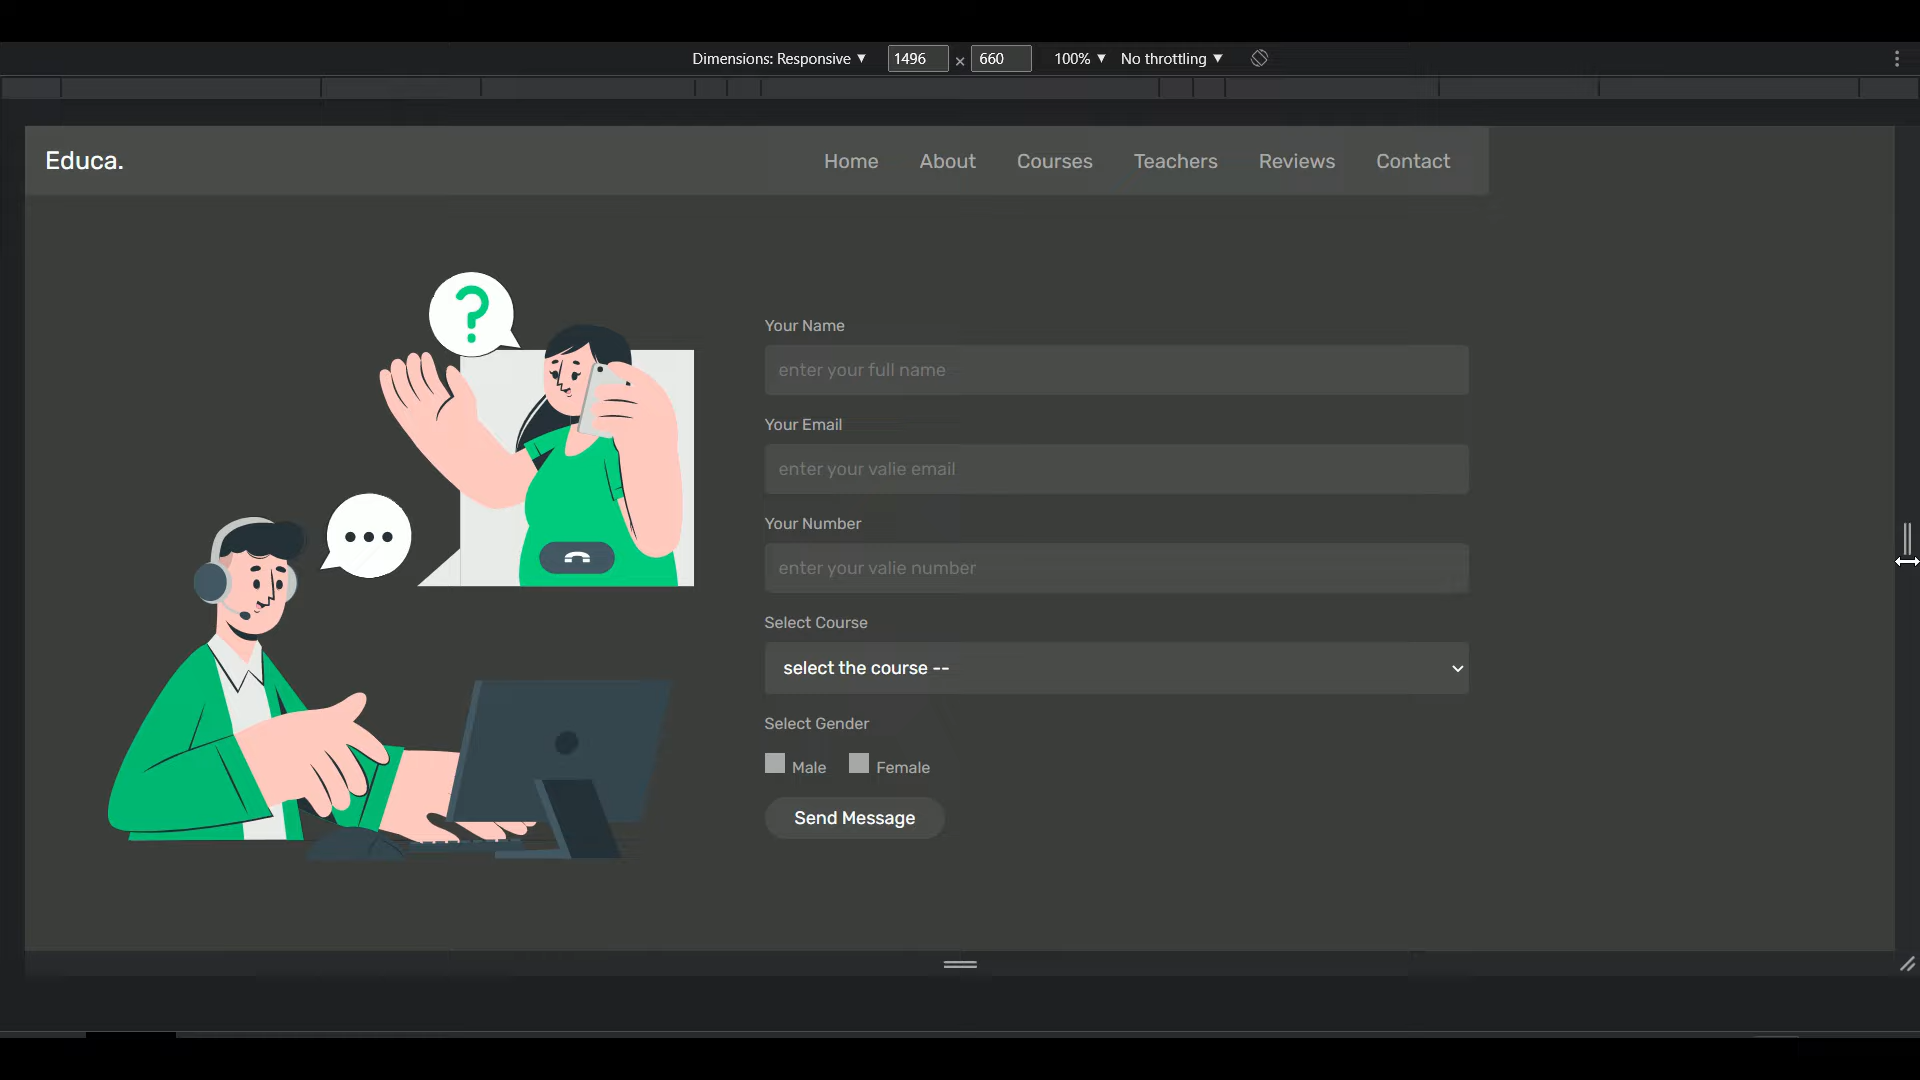 Dimensions: Responsive 1496 × 660 100% No throttling
Educa. Home About Courses Teachers Reviews Contact
?
Your Name
enter your full name
Your Email
enter your valie email
Your Number
enter your valie number
Select Course
select the course --
Select Gender
Male Female
Send Message